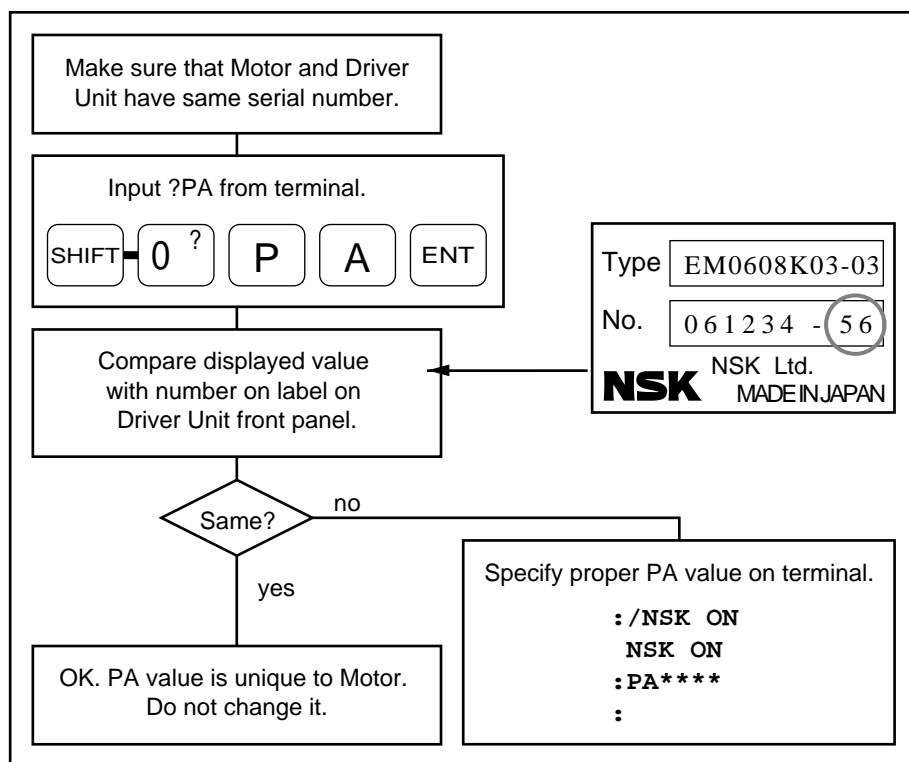 Make sure that Motor and Driver
Unit have same serial number.
Input ?PA from terminal.
SHIFT 0 ? P A ENT
Type EM0608K03-03
No. 061234 - 56
NSK Ltd.
NSK MADE IN JAPAN
Compare displayed value
with number on label on
Driver Unit front panel.
Same?
no
yes
Specify proper PA value on terminal.
:/NSK ON
NSK ON
:PA****
:
OK. PA value is unique to Motor.
Do not change it.